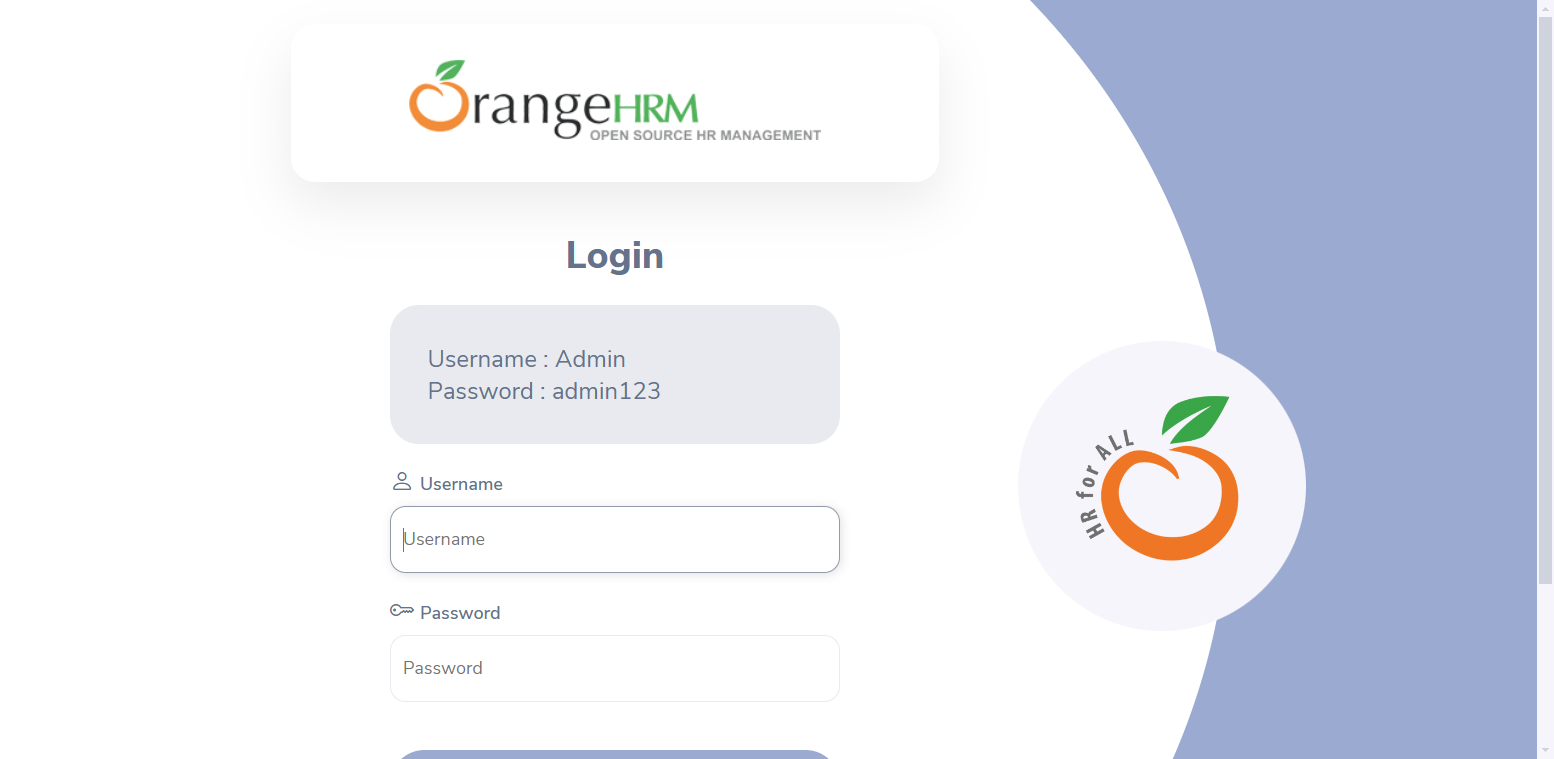 OrangeHRM
OPEN SOURCE HR MANAGEMENT
Login
Username : Admin
Password : admin123
Username
Username
Password
Password
HR for ALL